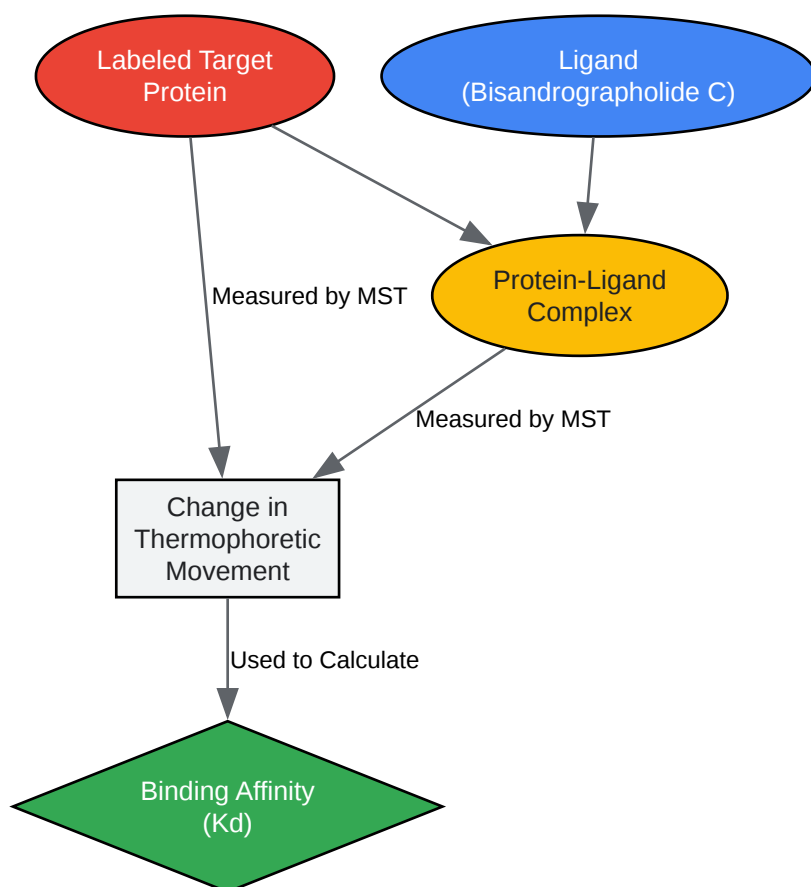 Labeled Target
Protein
Ligand
(Bisandrographolide C)
Protein-Ligand
Complex
Measured by MST
Measured by MST
Change in
Thermophoretic
Movement
Used to Calculate
Binding Affinity
(Kd)